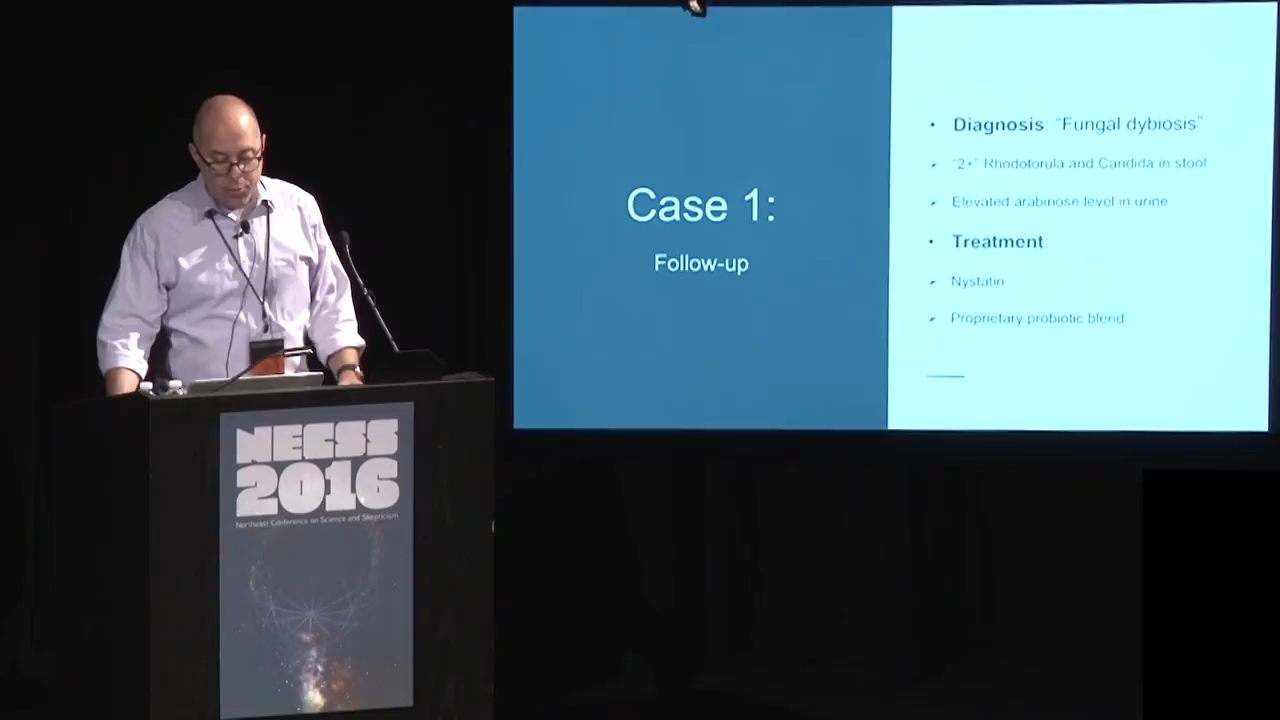 Case 1:
Follow-up
• Diagnosis: “Fungal dybiosis”
“2+” Rhodotorula and Candida in stool
Elevated arabinose level in urine
• Treatment:
Nystatin
Proprietary probiotic blend
NECSS
2016
Northeast Conference on Science and Skepticism